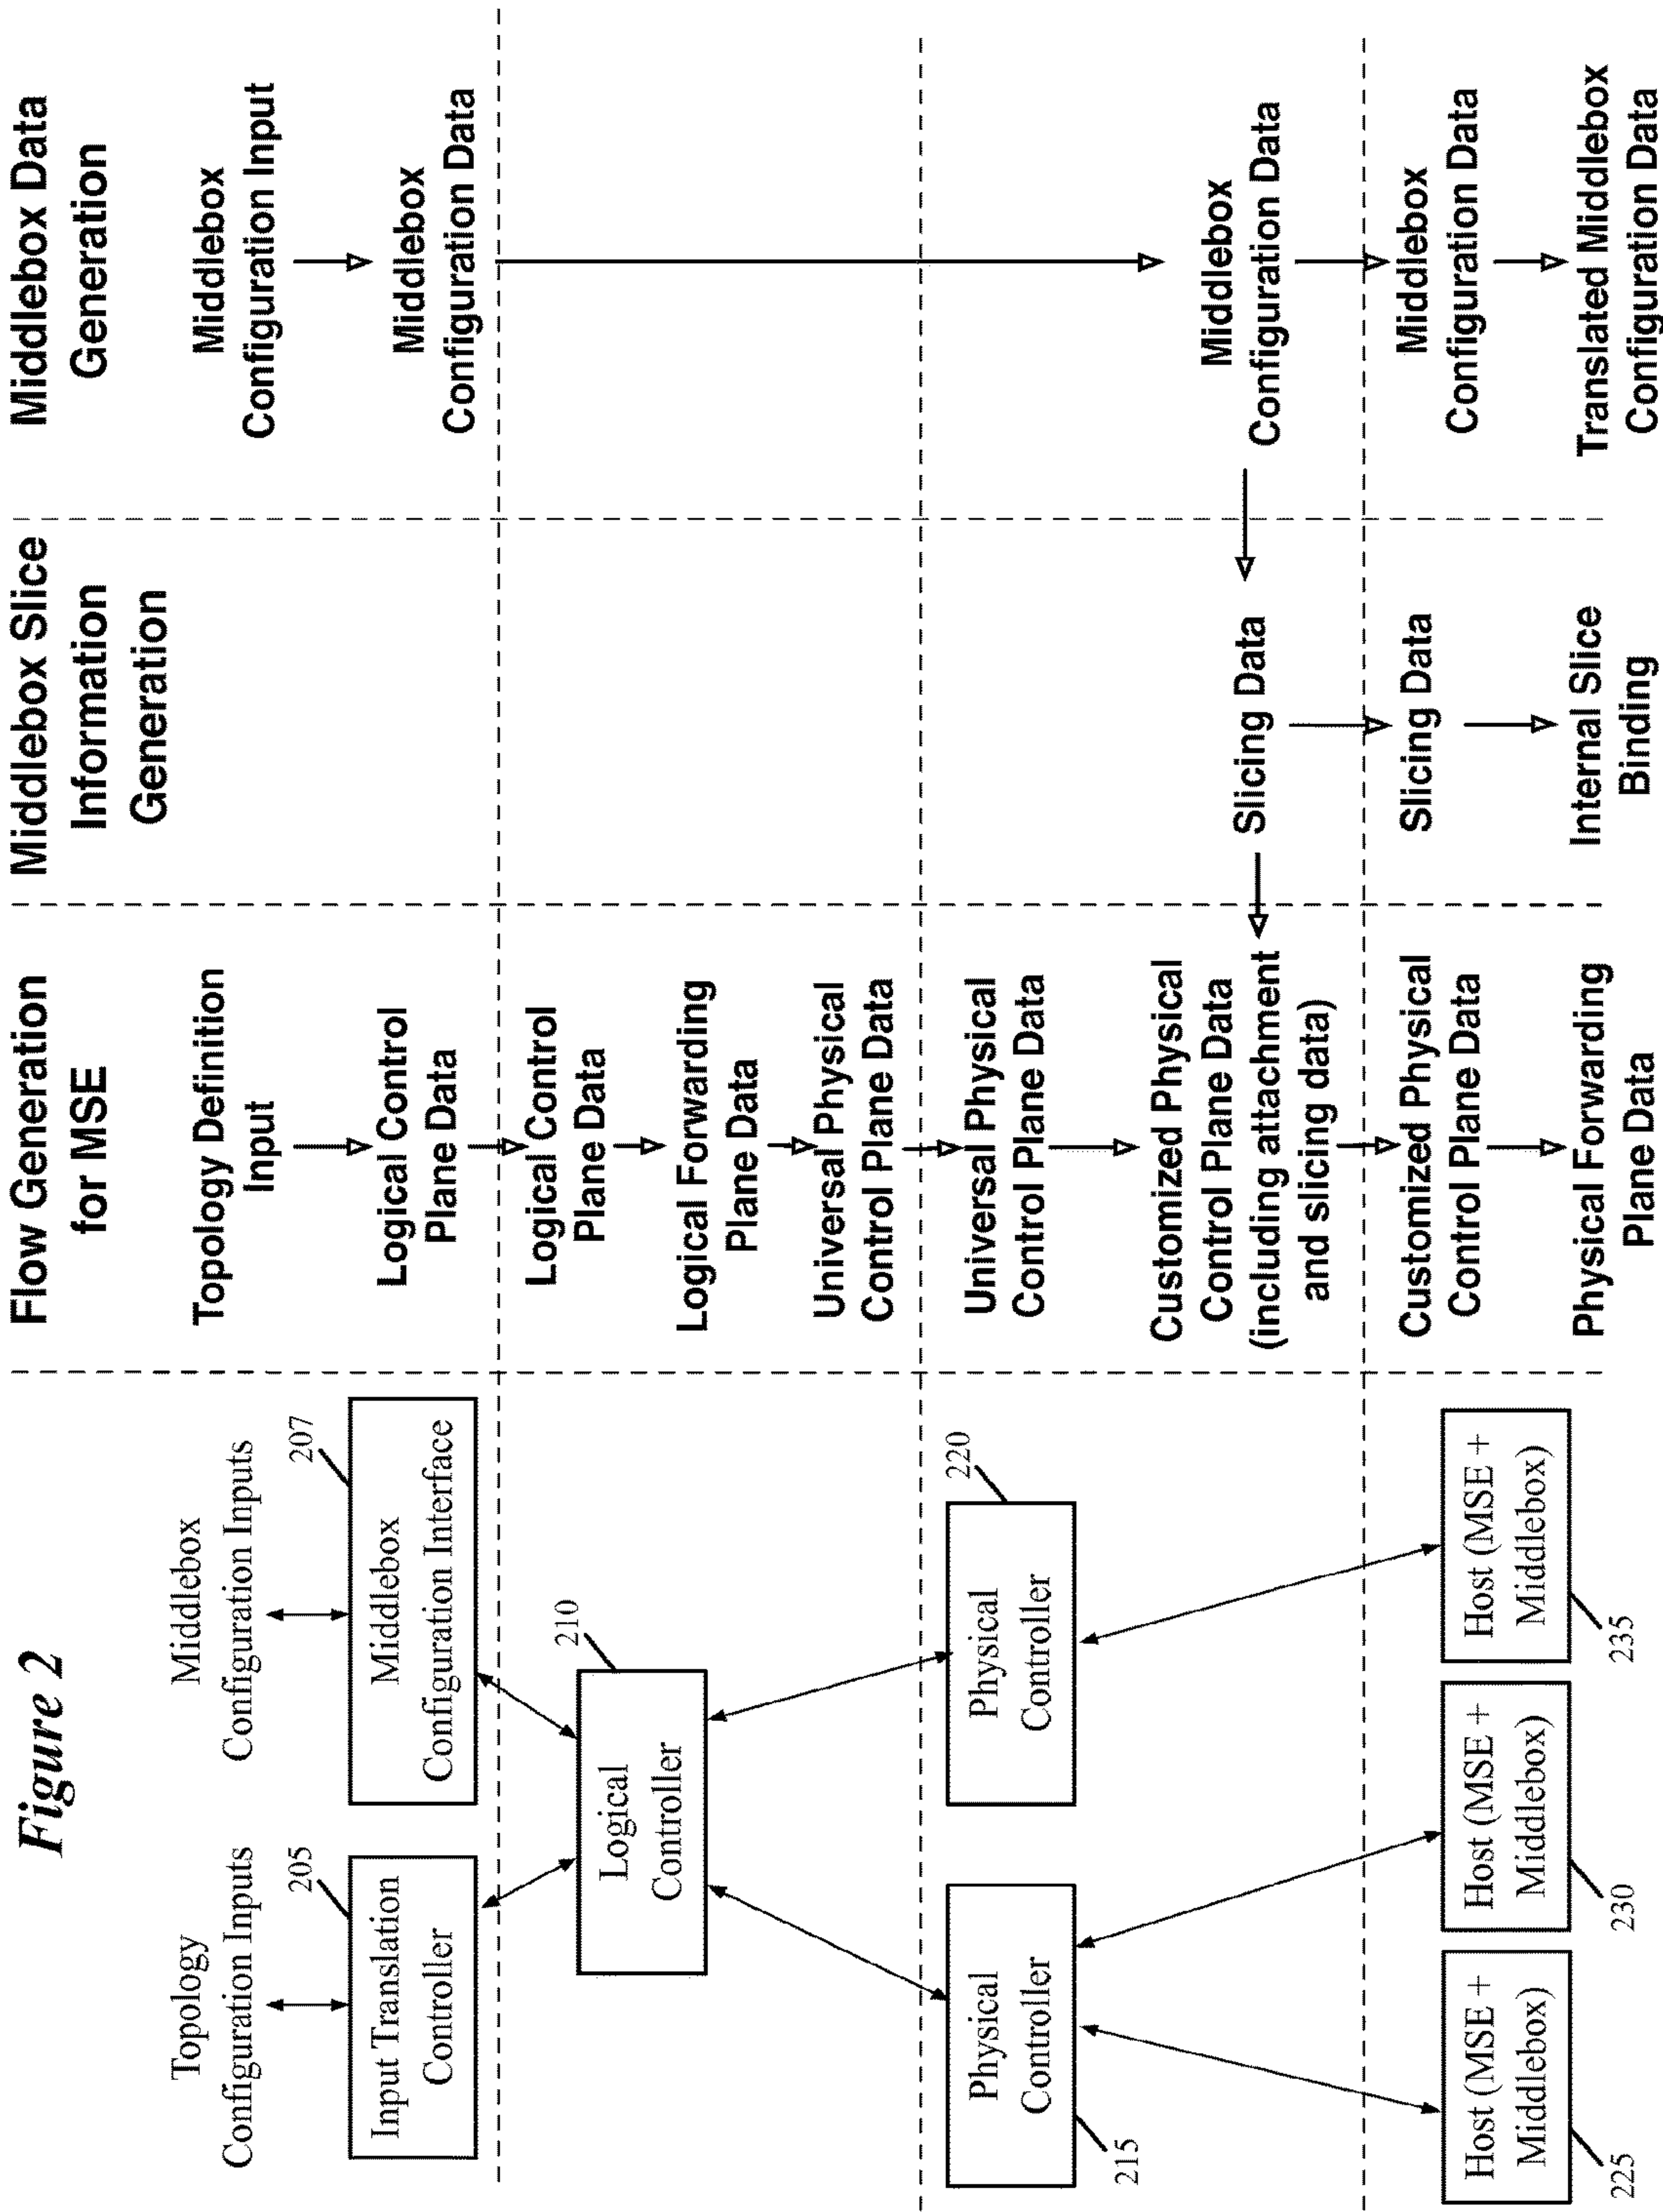 Figure 2
Topology
Configuration Inputs
Middlebox
Configuration Inputs
205
Input Translation
Controller
207
Middlebox
Configuration Interface
210
Logical
Controller
Physical
Controller
215
220
Physical
Controller
Host (MSE +
Middlebox)
225
Host (MSE +
Middlebox)
230
Host (MSE +
Middlebox)
235
Flow Generation
for MSE
Topology Definition
Input
Logical Control
Plane Data
Logical Control
Plane Data
Logical Forwarding
Plane Data
Universal Physical
Control Plane Data
Universal Physical
Control Plane Data
Customized Physical
Control Plane Data
(including attachment
and slicing data)
Customized Physical
Control Plane Data
Physical Forwarding
Plane Data
Middlebox Slice
Information
Generation
Slicing Data
Slicing Data
Internal Slice
Binding
Middlebox Data
Generation
Middlebox
Configuration Input
Middlebox
Configuration Data
Middlebox
Configuration Data
Middlebox
Configuration Data
Translated Middlebox
Configuration Data